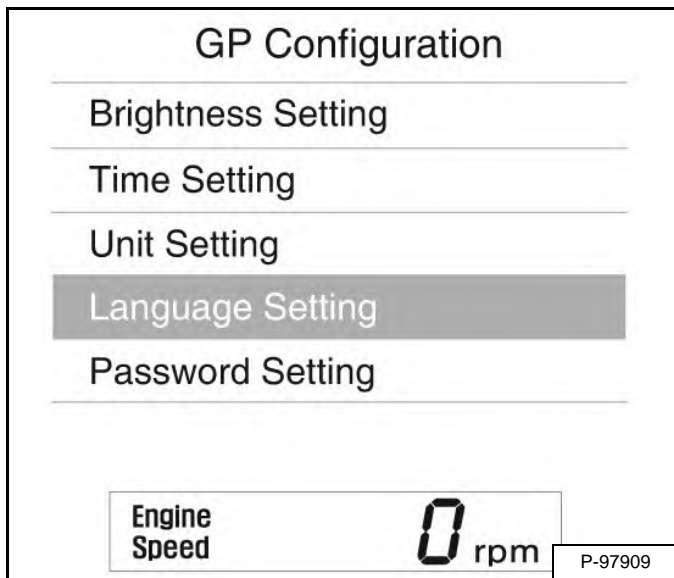 GP Configuration
Brightness Setting
Time Setting
Unit Setting
Language Setting
Password Setting
Engine
Speed
0 rpm
P-97909